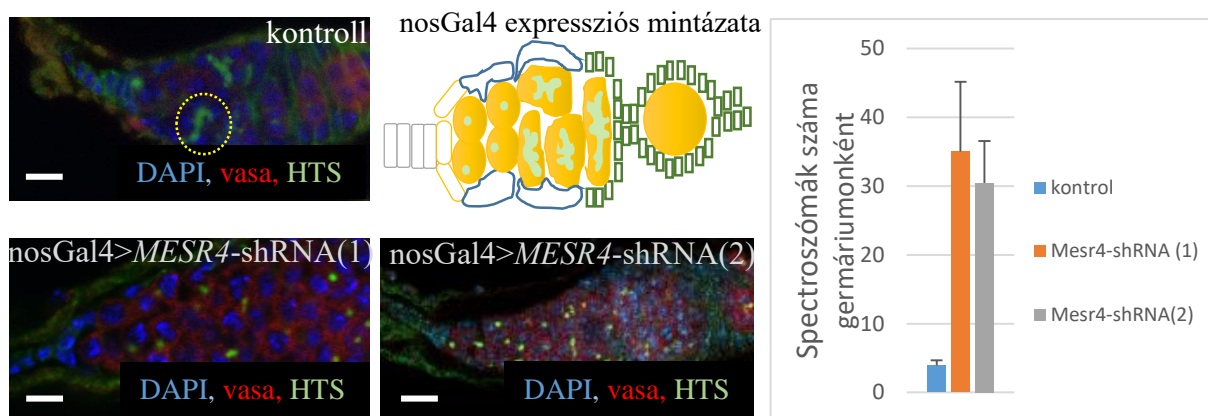 kontroll
DAPI, vasa, HTS
nosGal4 expressziós mintázata
nosGal4>MESR4-shRNA(1)
DAPI, vasa, HTS
nosGal4>MESR4-shRNA(2)
DAPI, vasa, HTS
Spektroszómák száma
germáriumonként
50
40
30
20
10
0
kontrol
Mesr4-shRNA (1)
Mesr4-shRNA(2)